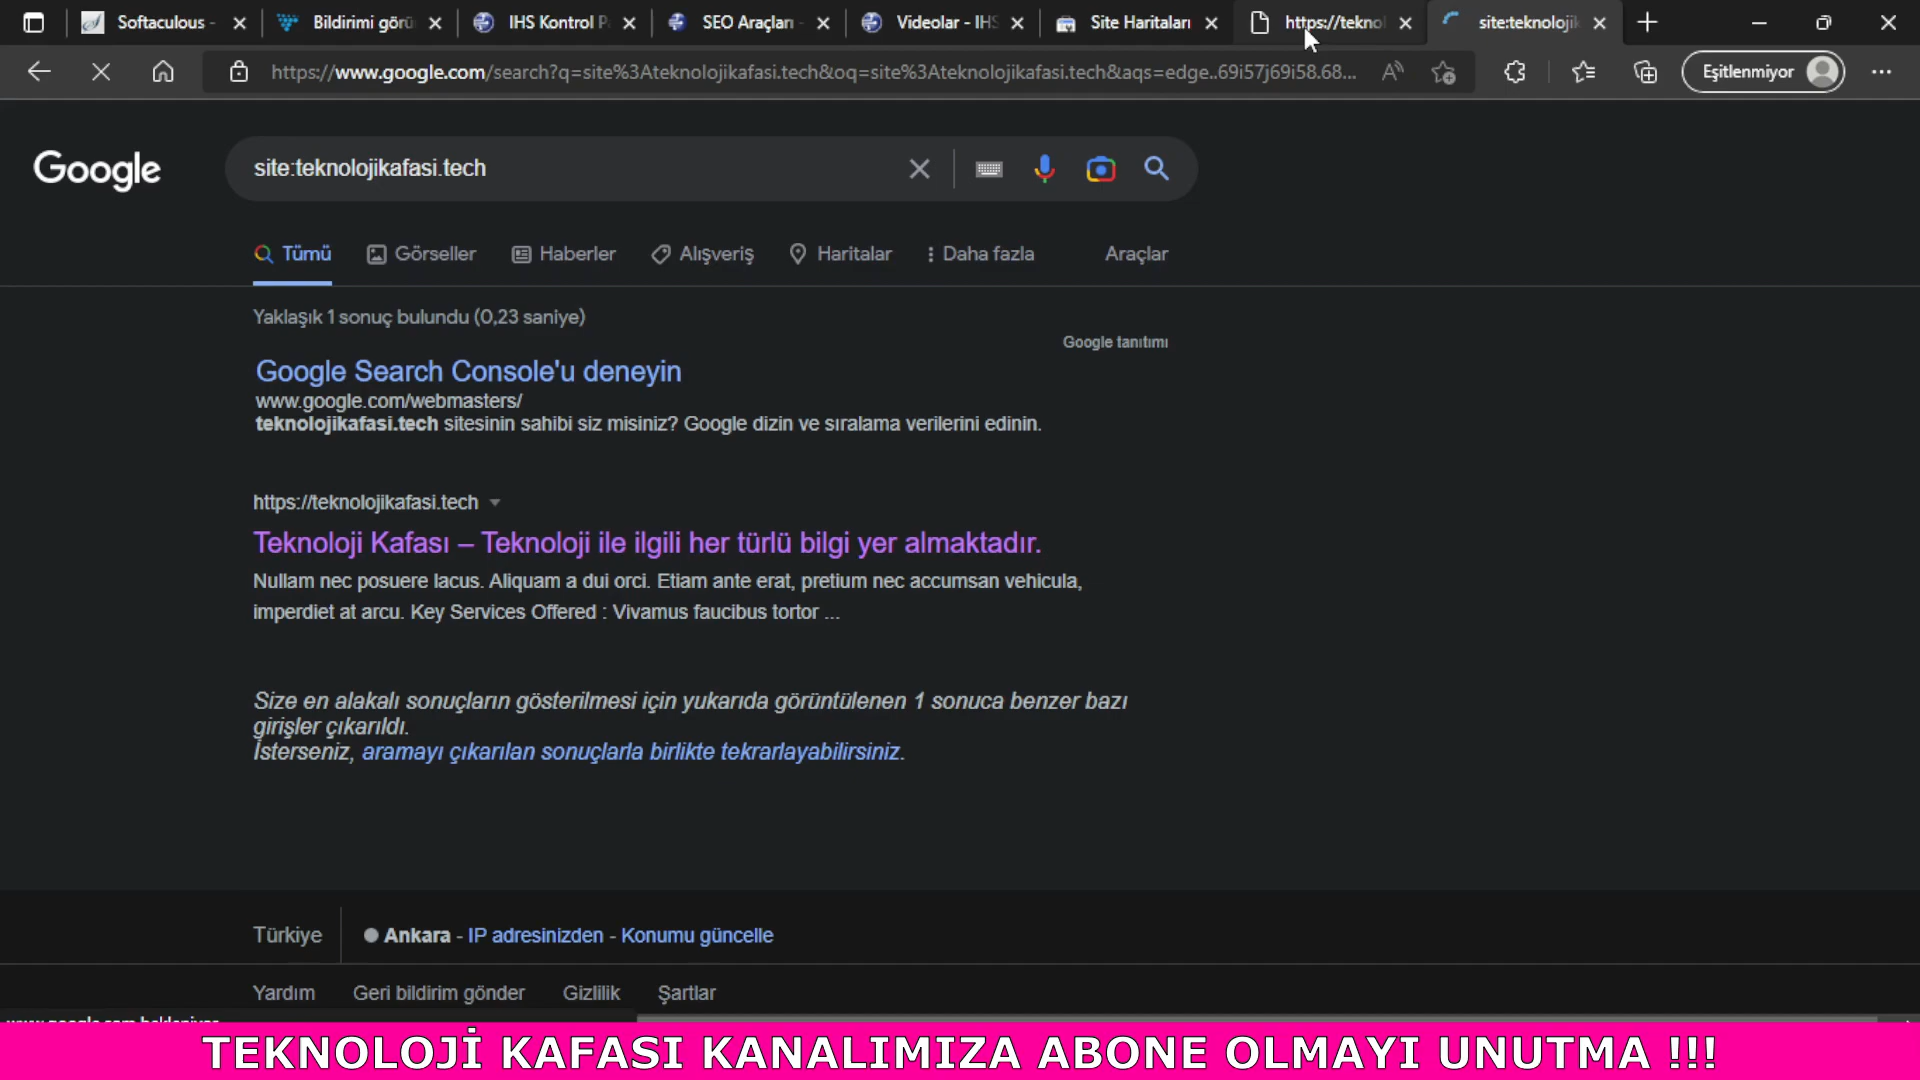 Softaculous -
Bildirimi görü
IHS Kontrol P
SEO Araçları -
Videolar - IHS
Site Haritaları
https://tekno
site:teknolojik
https://www.google.com/search?q=site%3Ateknolojikafasi.tech&oq=site%3Ateknolojikafasi.tech&aqs=edge..69i57j69i58.68...
Eşitlenmiyor
Google
site:teknolojikafasi.tech
Tümü
Görseller
Haberler
Alışveriş
Haritalar
Daha fazla
Araçlar
Yaklaşık 1 sonuç bulundu (0,23 saniye)
Google tanıtımı
Google Search Console'u deneyin
www.google.com/webmasters/
teknolojikafasi.tech sitesinin sahibi siz misiniz? Google dizin ve sıralama verilerini edinin.
https://teknolojikafasi.tech
Teknoloji Kafası – Teknoloji ile ilgili her türlü bilgi yer almaktadır.
Nullam nec posuere lacus. Aliquam a dui orci. Etiam ante erat, pretium nec accumsan vehicula,
imperdiet at arcu. Key Services Offered : Vivamus faucibus tortor ...
Size en alakalı sonuçların gösterilmesi için yukarıda görüntülenen 1 sonuca benzer bazı
girişler çıkarıldı.
İsterseniz, aramayı çıkarılan sonuçlarla birlikte tekrarlayabilirsiniz.
Türkiye
Ankara - IP adresinizden - Konumu güncelle
Yardım
Geri bildirim gönder
Gizlilik
Şartlar
TEKNOLOJİ KAFASI KANALIMIZA ABONE OLMAYI UNUTMA !!!